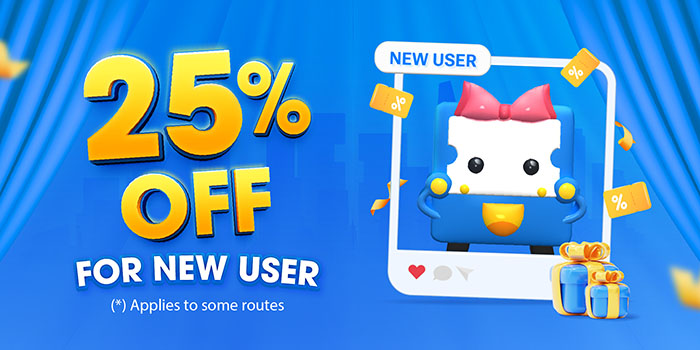 25%
OFF
FOR NEW USER
(*) Applies to some routes
NEW USER
%
%
%